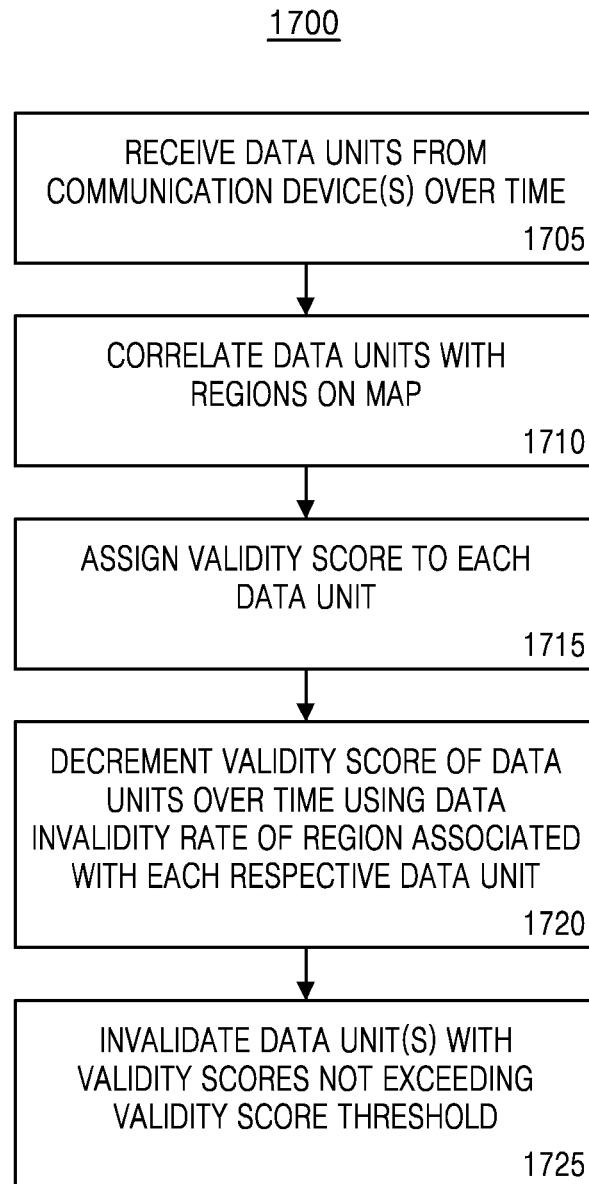 1700
RECEIVE DATA UNITS FROM
COMMUNICATION DEVICE(S) OVER TIME
1705
CORRELATE DATA UNITS WITH
REGIONS ON MAP
1710
ASSIGN VALIDITY SCORE TO EACH
DATA UNIT
1715
DECREMENT VALIDITY SCORE OF DATA
UNITS OVER TIME USING DATA
INVALIDITY RATE OF REGION ASSOCIATED
WITH EACH RESPECTIVE DATA UNIT
1720
INVALIDATE DATA UNIT(S) WITH
VALIDITY SCORES NOT EXCEEDING
VALIDITY SCORE THRESHOLD
1725